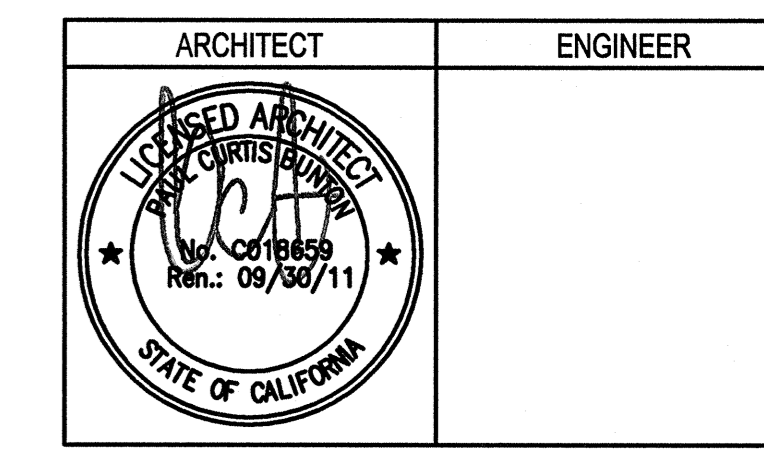 ARCHITECT
ENGINEER
LICENSED ARCHITECT
PAUL CURTIS BUNTON
No. C018659
Ren.: 09/30/11
STATE OF CALIFORNIA